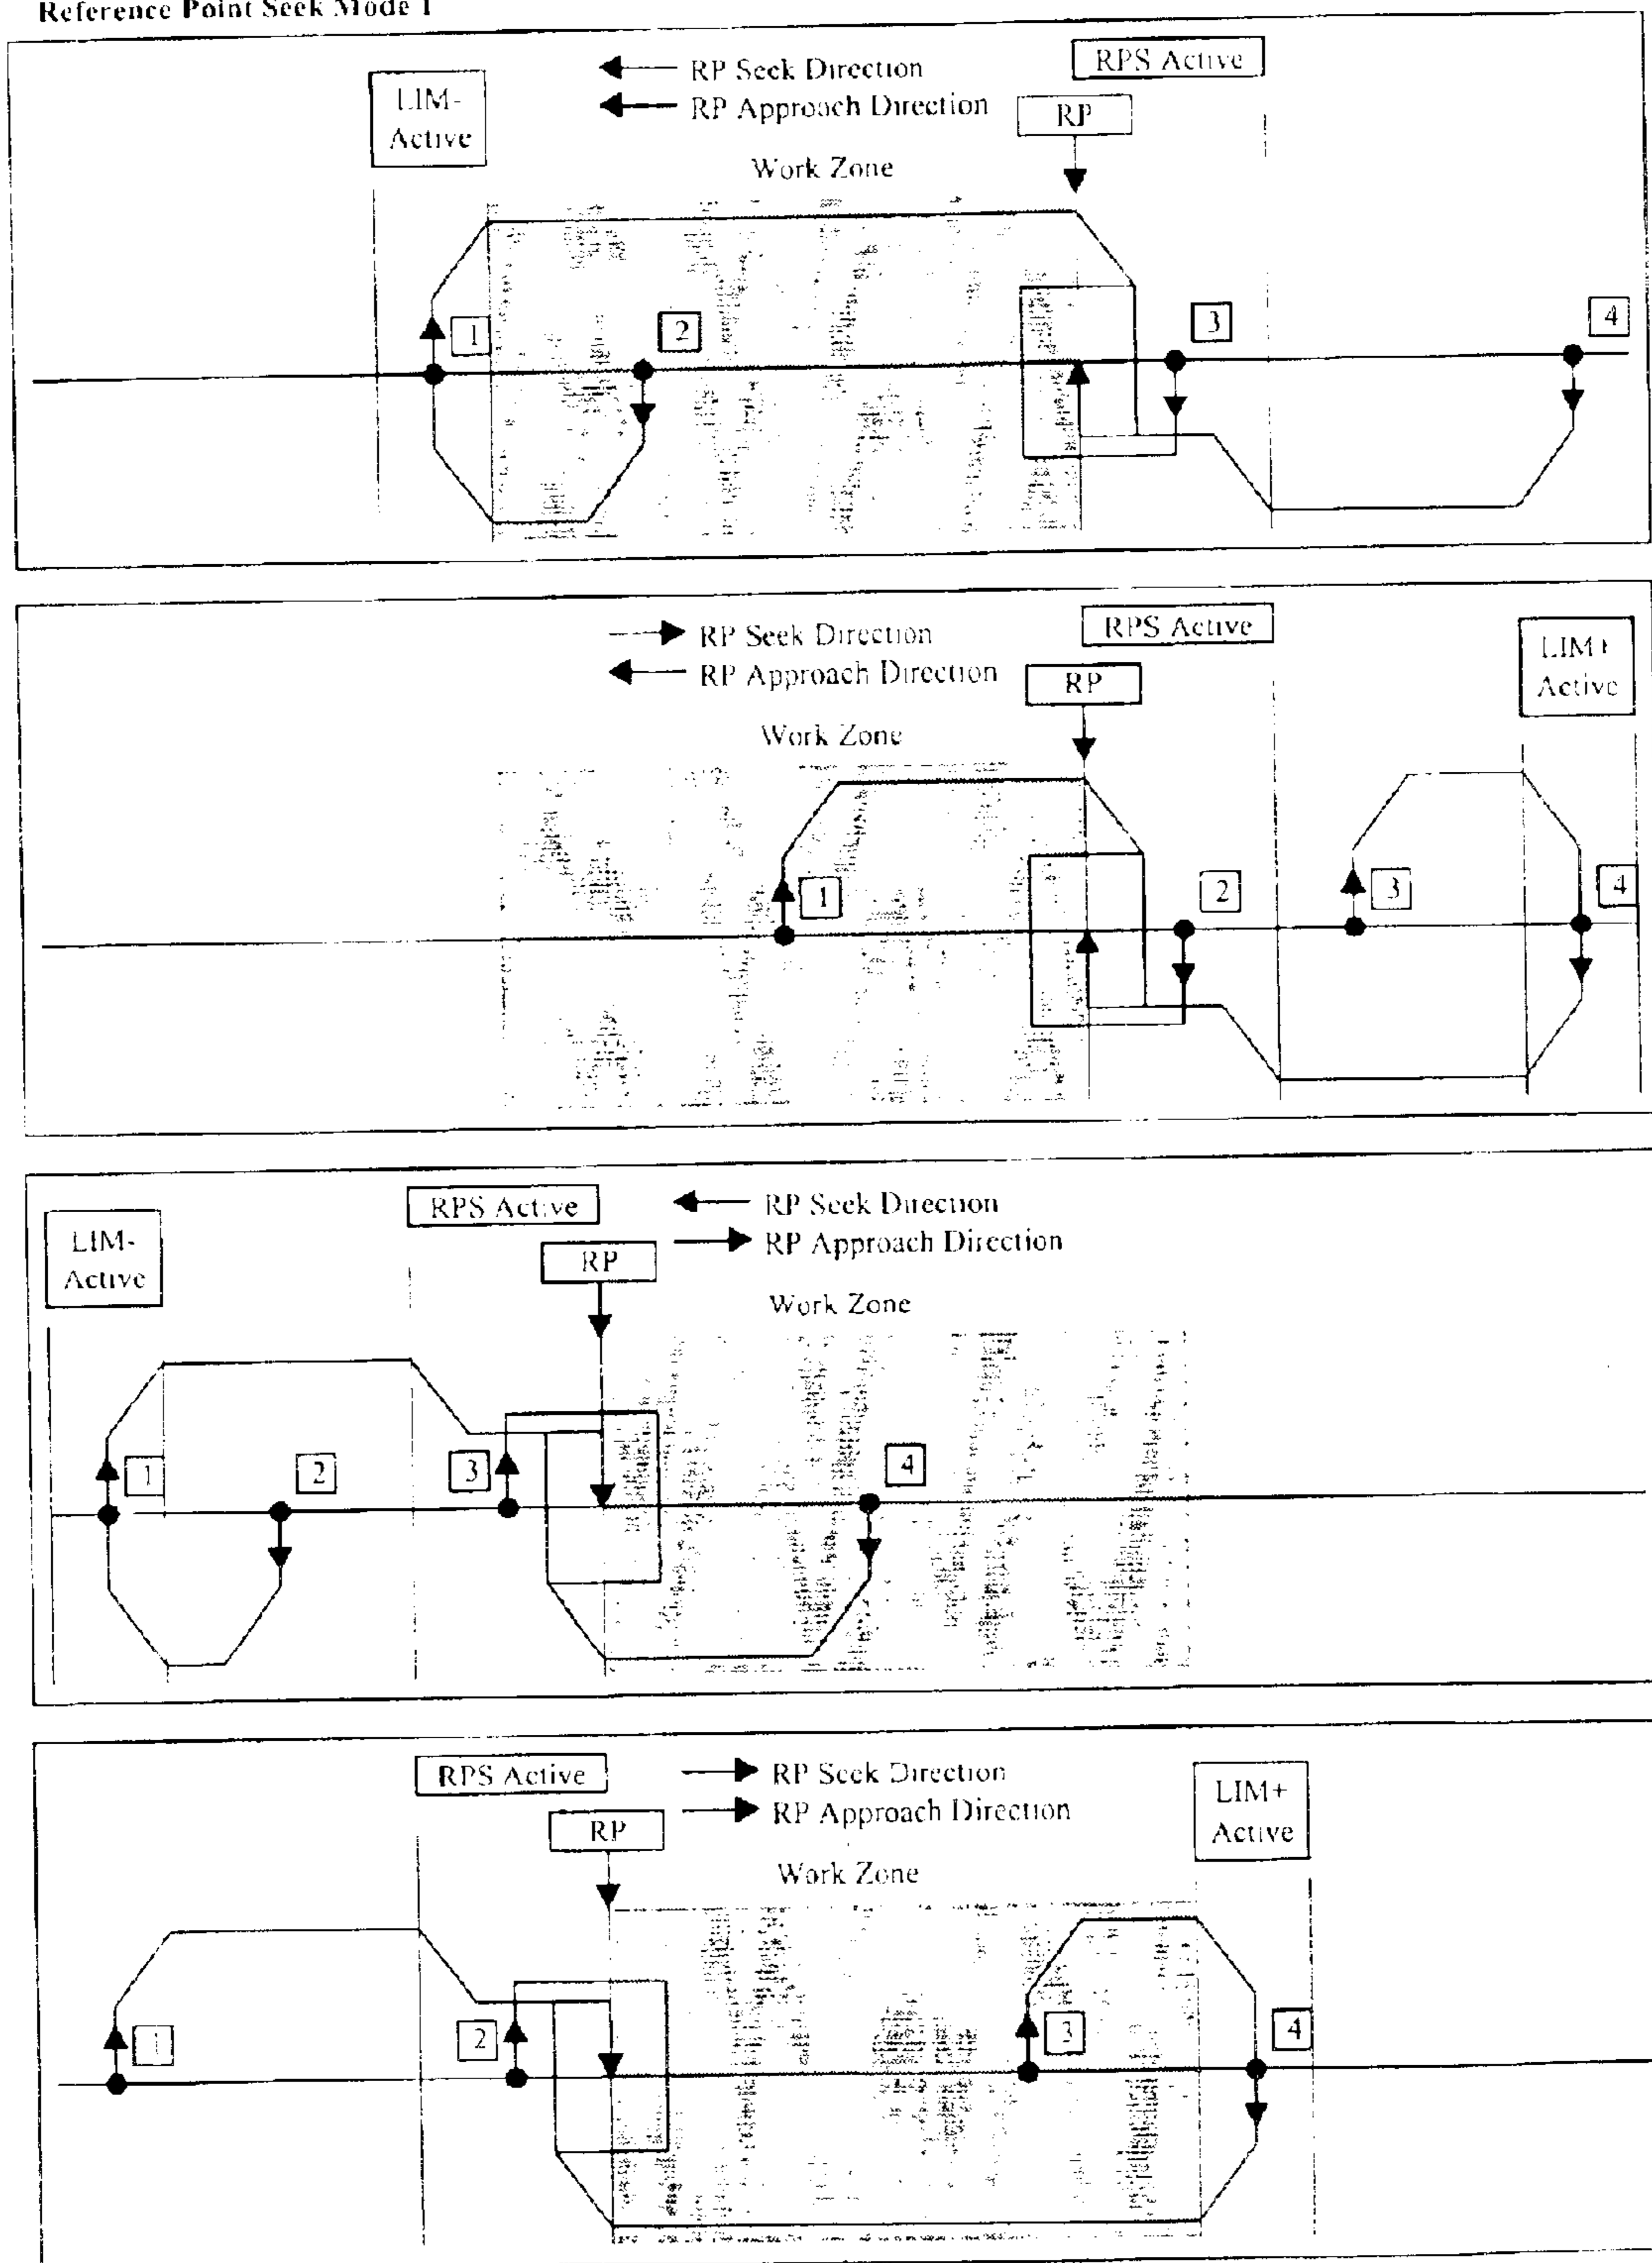 Reference Point Seek Mode 1
RP Seek Direction
RPS Active
LIM-
Active
RP Approach Direction
RP
Work Zone
1
2
3
4
RP Seek Direction
RPS Active
LIM+
Active
RP Approach Direction
RP
Work Zone
1
2
3
4
RPS Active
RP Seek Direction
LIM-
Active
RP Approach Direction
RP
Work Zone
1
2
3
4
RPS Active
RP Seek Direction
LIM+
Active
RP Approach Direction
RP
Work Zone
1
2
3
4